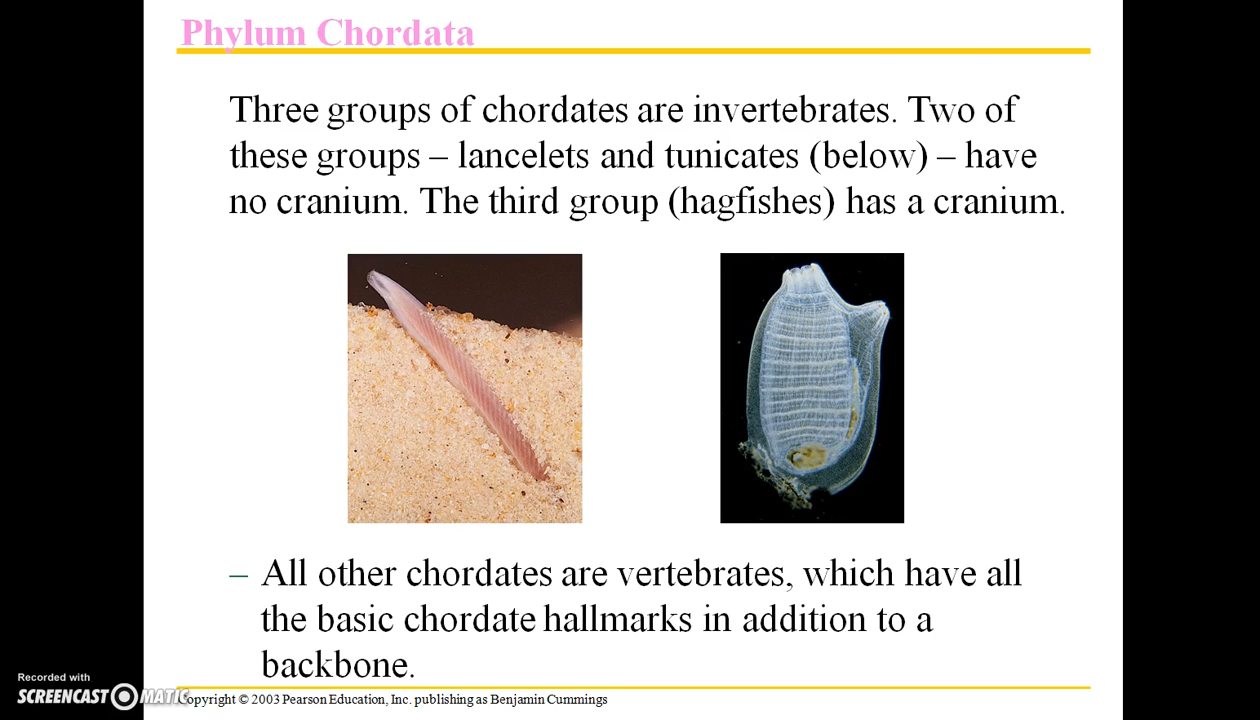 Phylum Chordata
Three groups of chordates are invertebrates. Two of
these groups – lancelets and tunicates (below) – have
no cranium. The third group (hagfishes) has a cranium.
– All other chordates are vertebrates, which have all
the basic chordate hallmarks in addition to a
backbone.
Recorded with
SCREENCAST MATIC
Copyright © 2003 Pearson Education, Inc. publishing as Benjamin Cummings